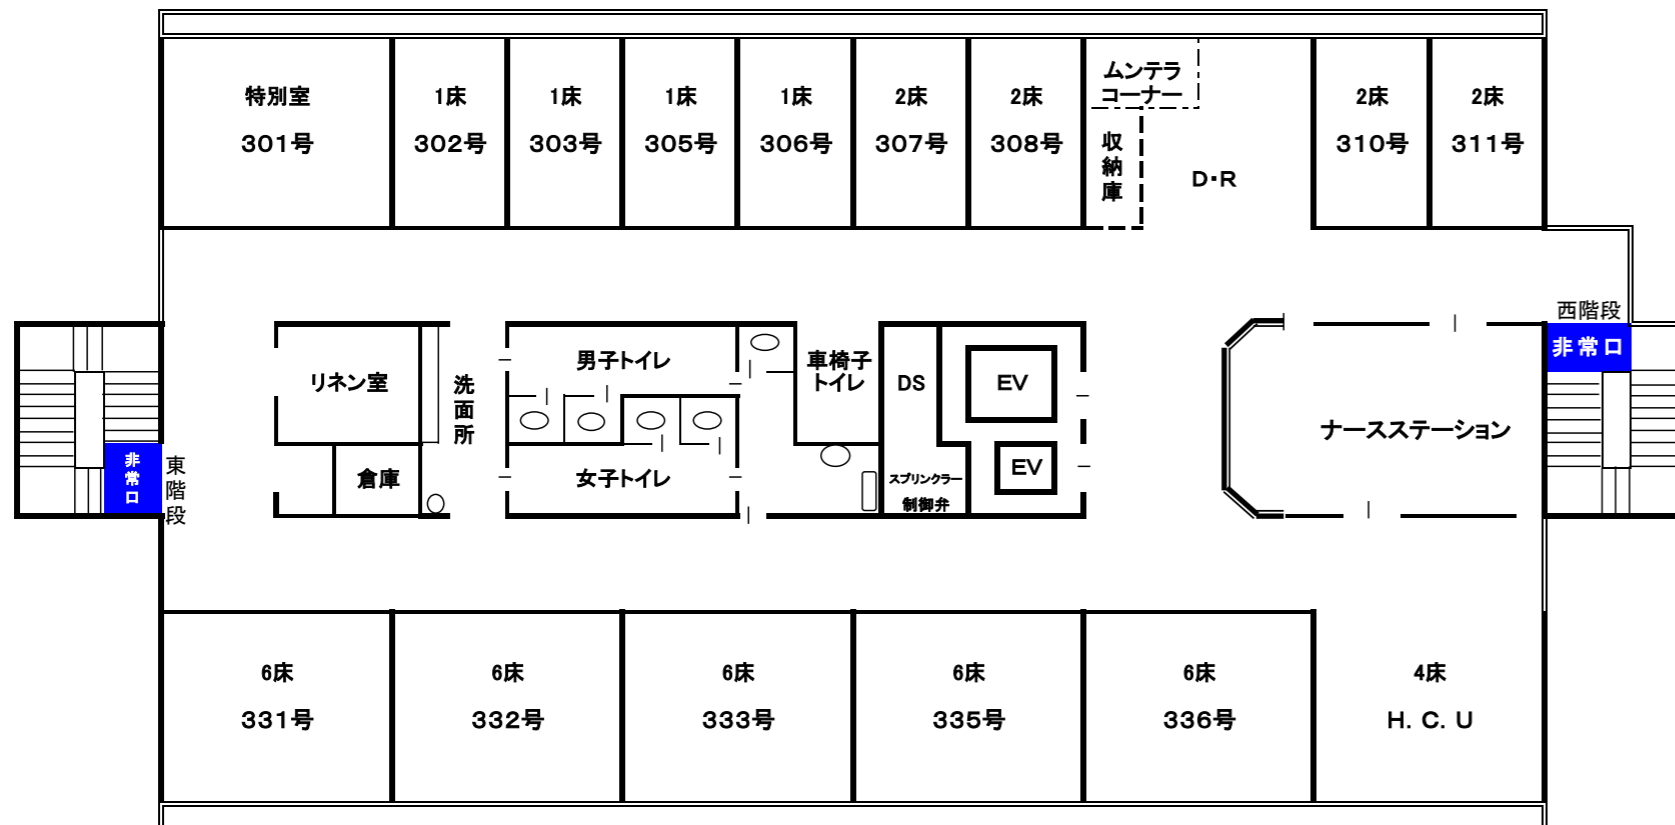 特別室
301号
1床
302号
1床
303号
1床
305号
1床
306号
2床
307号
2床
308号
ムンテラ
コーナー
収納庫
D・R
2床
310号
2床
311号
西階段
非常口
リネン室
洗面所
男子トイレ
車椅子
トイレ
DS
EV
ナースステーション
非常口
東階段
倉庫
女子トイレ
スプリンクラー
制御弁
EV
6床
331号
6床
332号
6床
333号
6床
335号
6床
336号
4床
H.C.U